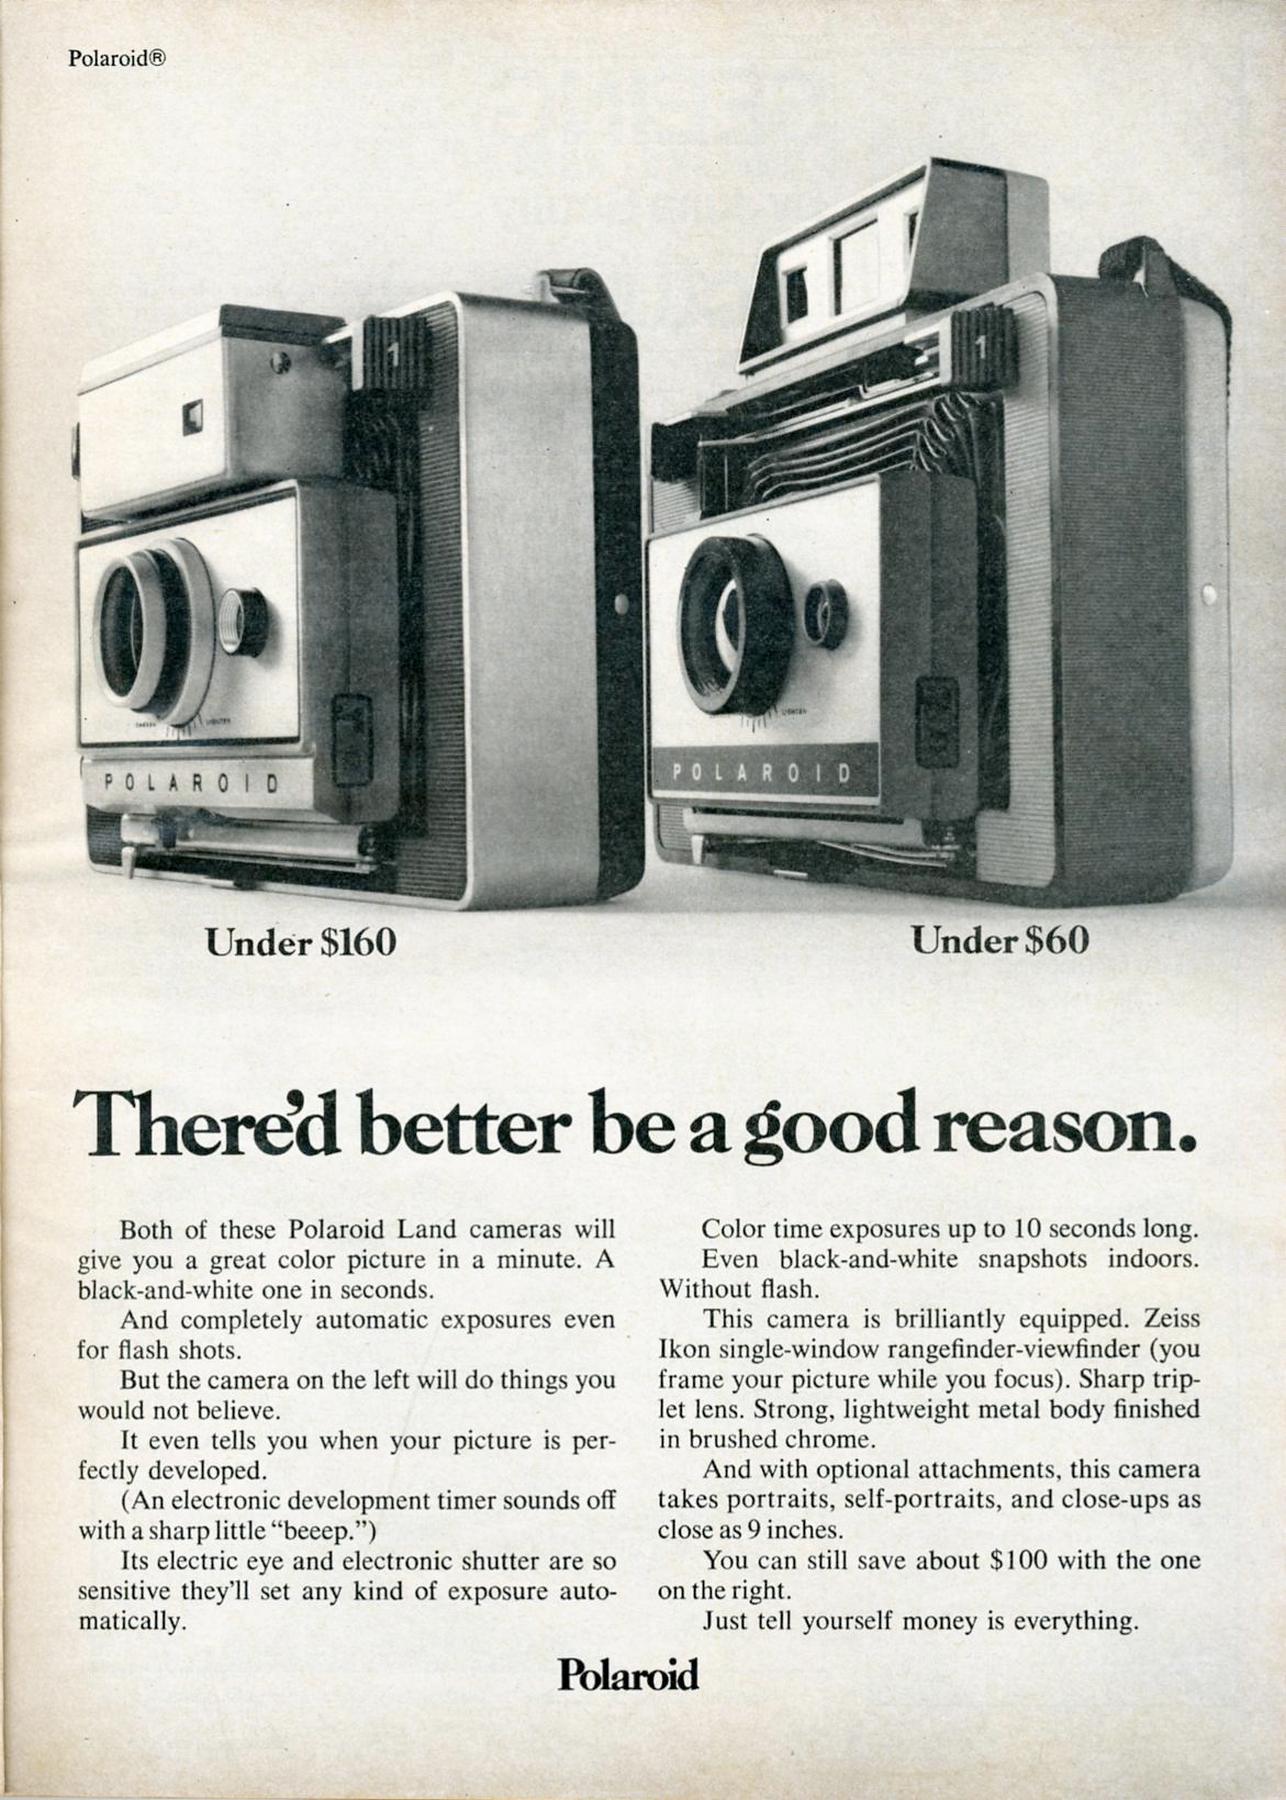 Polaroid®
1
1
LIGHTEN
LIGHTEN
POLAROID
POLAROID
Under $160
Under $60
There'd better be a good reason.
Both of these Polaroid Land cameras will
give you a great color picture in a minute. A
black-and-white one in seconds.
And completely automatic exposures even
for flash shots.
But the camera on the left will do things you
would not believe.
It even tells you when your picture is per-
fectly developed.
(An electronic development timer sounds off
with a sharp little “beeep.”)
Its electric eye and electronic shutter are so
sensitive they'll set any kind of exposure auto-
matically.
Color time exposures up to 10 seconds long.
Even black-and-white snapshots indoors.
Without flash.
This camera is brilliantly equipped. Zeiss
Ikon single-window rangefinder-viewfinder (you
frame your picture while you focus). Sharp trip-
let lens. Strong, lightweight metal body finished
in brushed chrome.
And with optional attachments, this camera
takes portraits, self-portraits, and close-ups as
close as 9 inches.
You can still save about $100 with the one
on the right.
Just tell yourself money is everything.
Polaroid